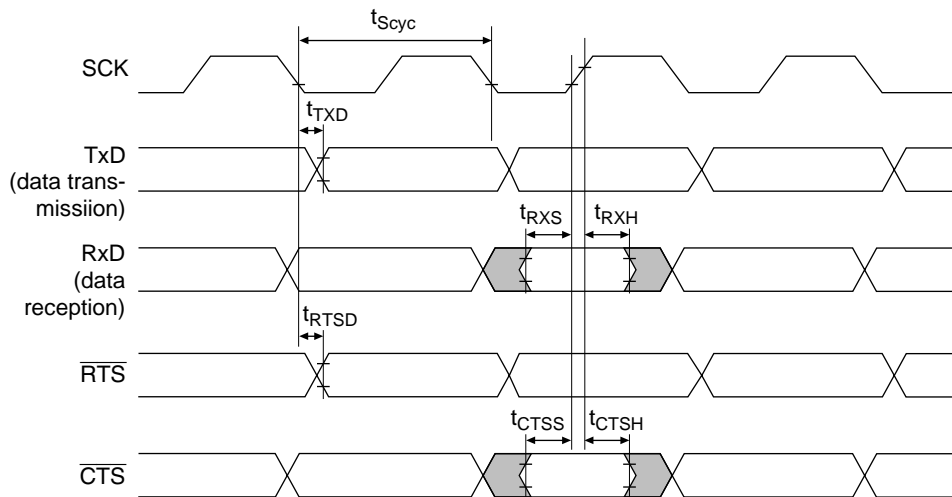 tScyc
SCK
tTXD
TxD
(data trans-
missiion)
tRXS
tRXH
RxD
(data
reception)
tRTSD
RTS
tCTSS
tCTSH
CTS